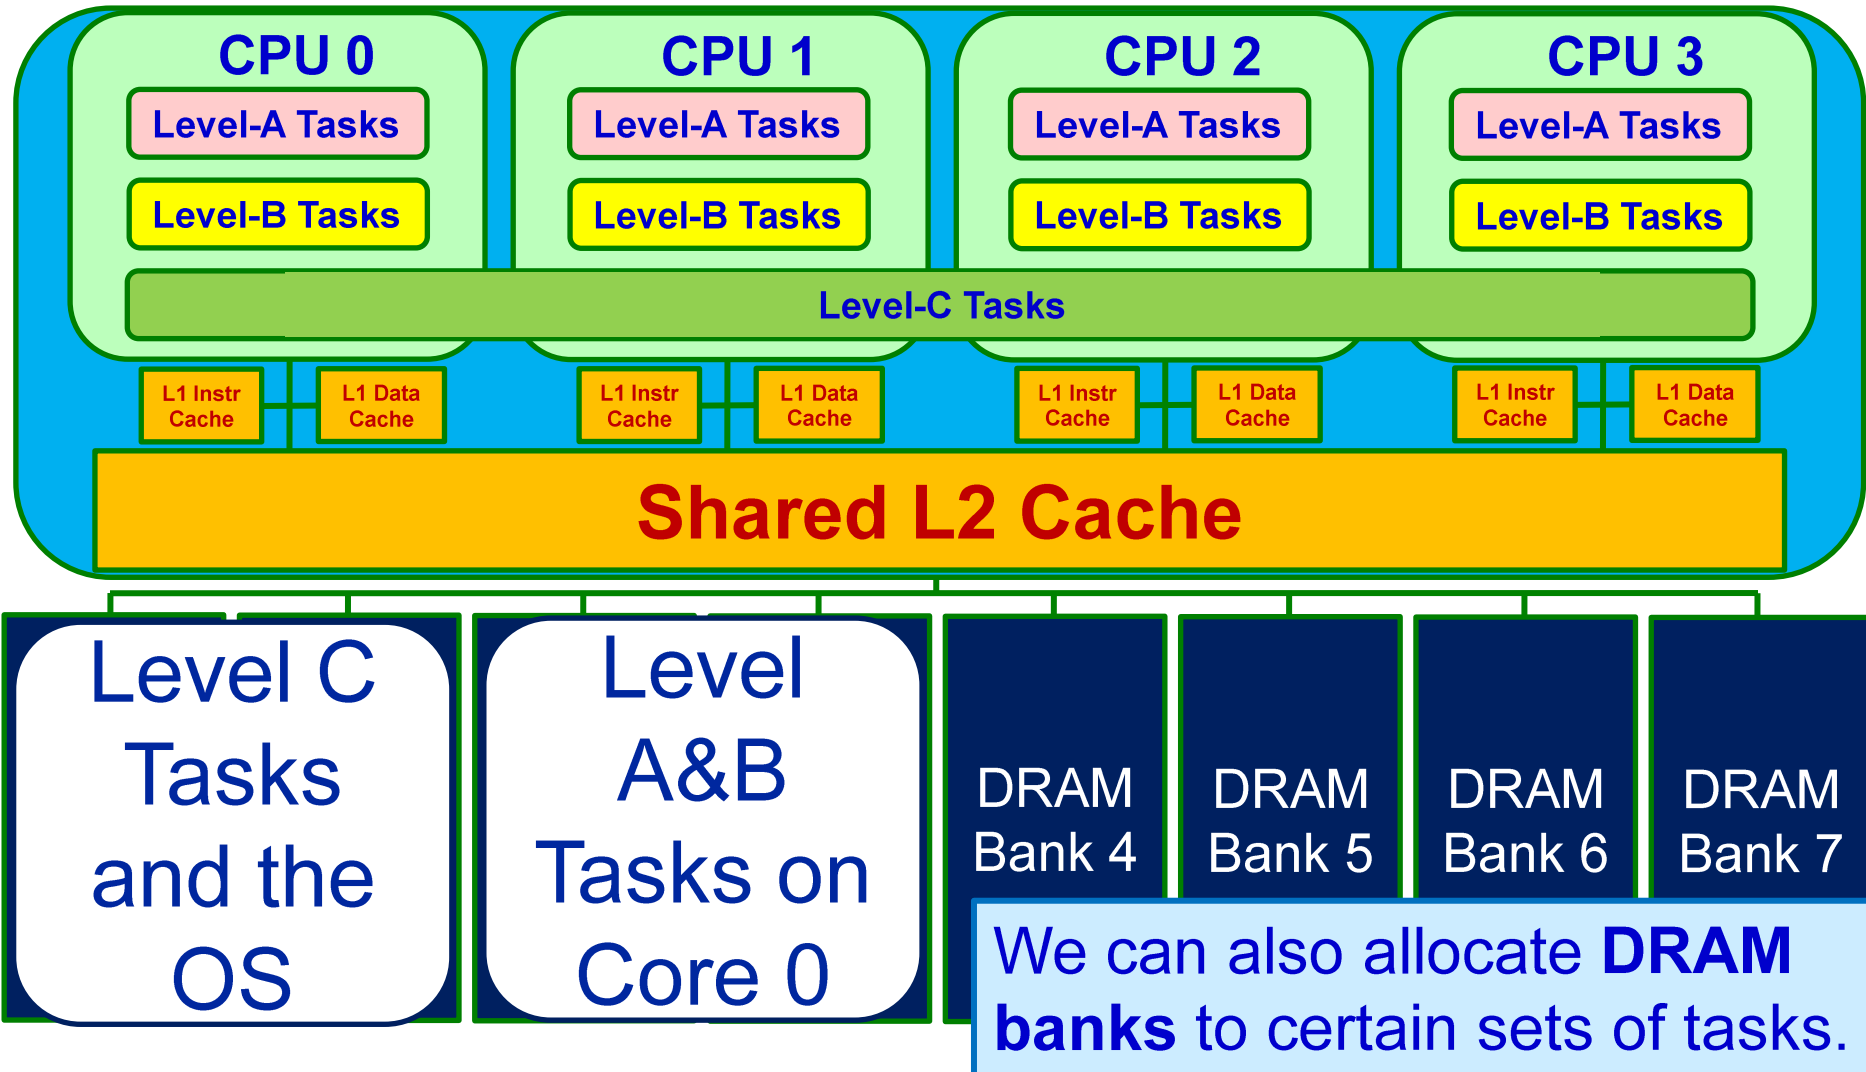 CPU 0
CPU 1
CPU 2
CPU 3
Level-A Tasks
Level-A Tasks
Level-A Tasks
Level-A Tasks
Level-B Tasks
Level-B Tasks
Level-B Tasks
Level-B Tasks
Level-C Tasks
L1 Instr
Cache
L1 Data
Cache
L1 Instr
Cache
L1 Data
Cache
L1 Instr
Cache
L1 Data
Cache
L1 Instr
Cache
L1 Data
Cache
Shared L2 Cache
Level C
Tasks
and the
OS
Level
A&B
Tasks on
Core 0
DRAM
Bank 4
DRAM
Bank 5
DRAM
Bank 6
DRAM
Bank 7
We can also allocate DRAM
banks to certain sets of tasks.